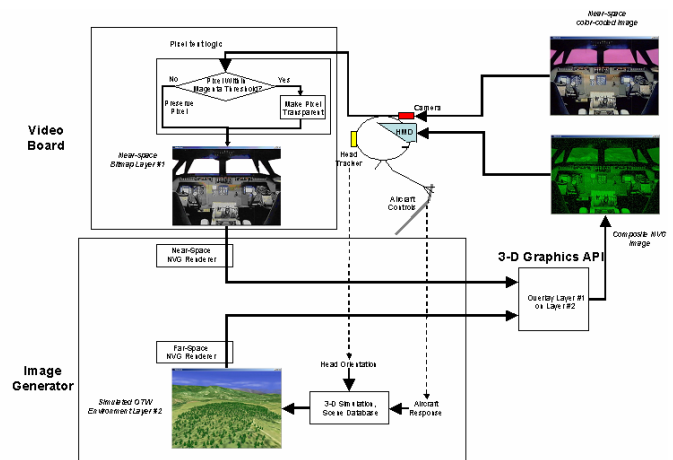 Near-Space
color-coded Image
Pixel test logic
No
Pixel Within
Magenta Threshold?
Yes
Preserve
Pixel
Make Pixel
Transparent
Camera
HMD
Video
Board
Near-space
Bitmap Layer #1
Head
Tracker
Aircraft
Controls
Composite NVG
Image
Near-Space
NVG Renderer
3-D Graphics API
Overlay Layer #1
on Layer #2
Far-Space
NVG Renderer
Image
Generator
Head Orientation
Simulated OTW
Environment Layer #2
3-D Simulation,
Scene Database
Aircraft
Response